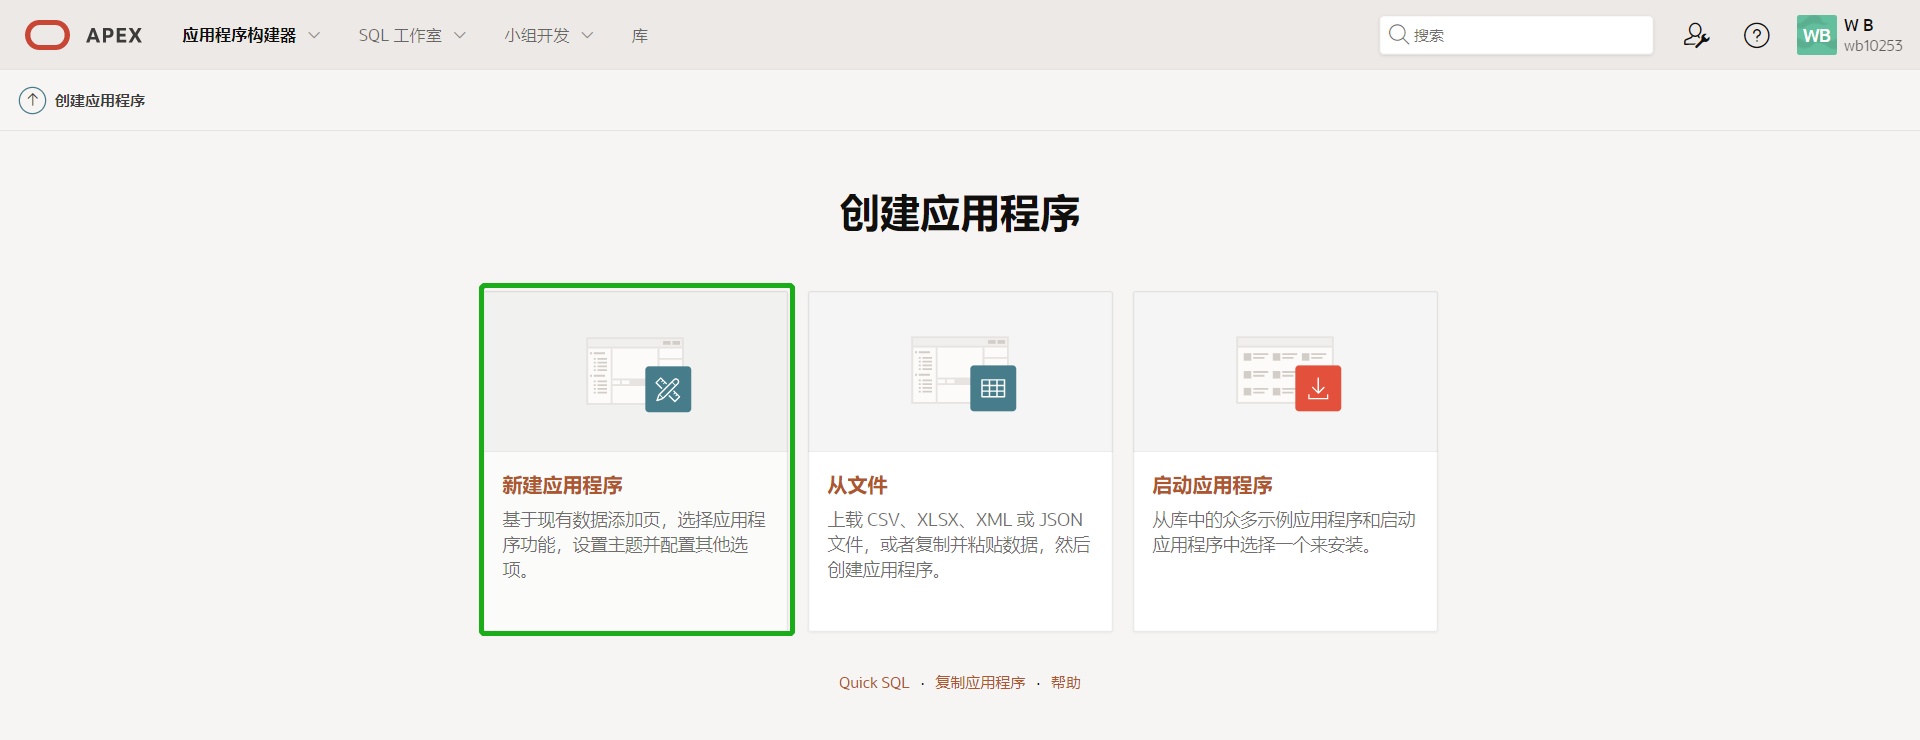 APEX 应用程序构建器 SQL 工作室 小组开发 库 搜索 WB W B
wb10253
创建应用程序
创建应用程序
新建应用程序
基于现有数据添加页，选择应用程
序功能，设置主题并配置其他选
项。
从文件
上载 CSV、XLSX、XML 或 JSON
文件，或者复制并粘贴数据，然后
创建应用程序。
启动应用程序
从库中的众多示例应用程序和启动
应用程序中选择一个来安装。
Quick SQL · 复制应用程序 · 帮助